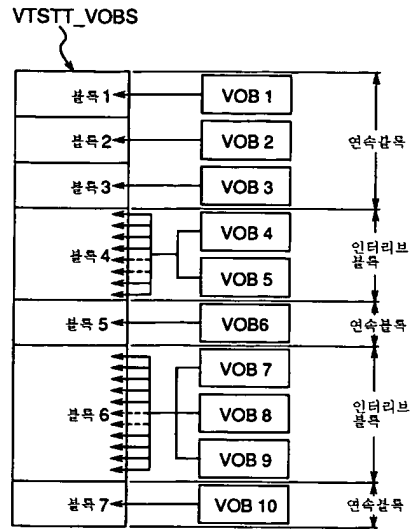 VTSTT_VOBS
블록 1
VOB 1
블록 2
VOB 2
블록 3
VOB 3
연속블록
블록 4
VOB 4
VOB 5
인터리브
블록
블록 5
VOB6
연속블록
블록 6
VOB 7
VOB 8
VOB 9
인터리브
블록
블록 7
VOB 10
연속블록